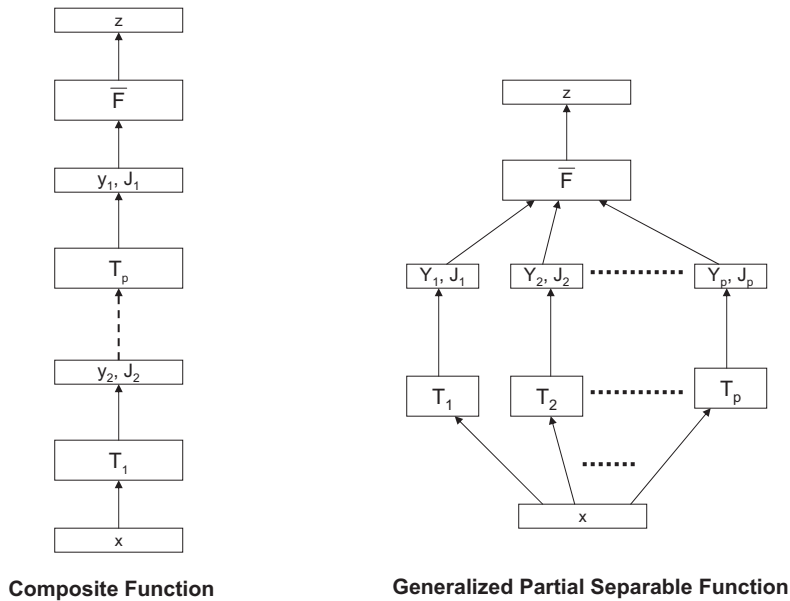 z
F̅
y₁, J₁
Tₚ
y₂, J₂
T₁
x
Composite Function
z
F̅
Y₁, J₁ Y₂, J₂ Yₚ, Jₚ
T₁ T₂ Tₚ
x
Generalized Partial Separable Function